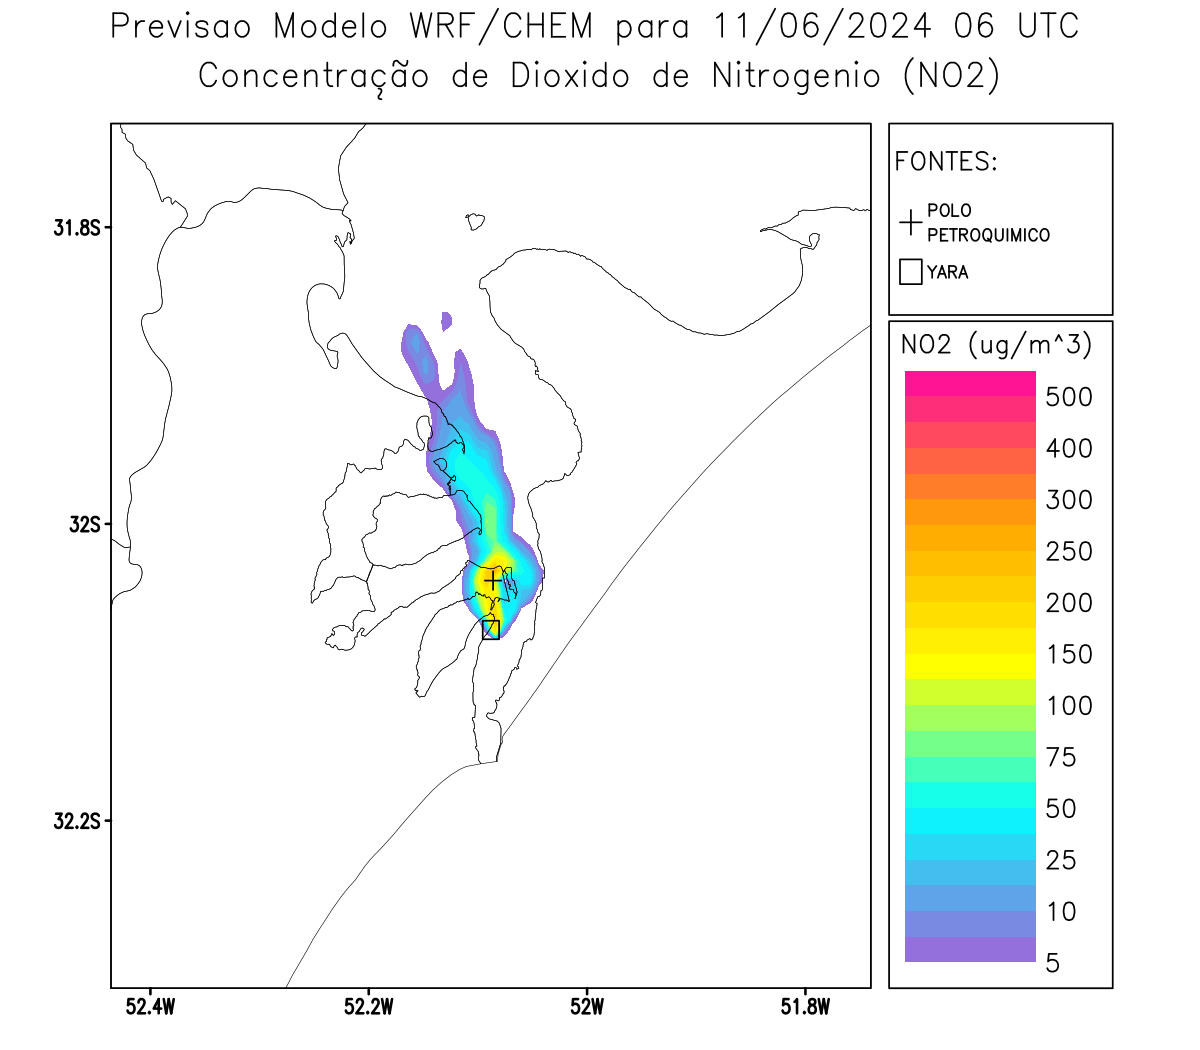 Previsao Modelo WRF/CHEM para 11/06/2024 06 UTC
Concentração de Dioxido de Nitrogenio (NO2)
FONTES:
POLO
PETROQUIMICO
YARA
NO2 (ug/m^3)
500
400
300
250
200
150
100
75
50
25
10
5
31.8S
32S
32.2S
52.4W
52.2W
52W
51.8W